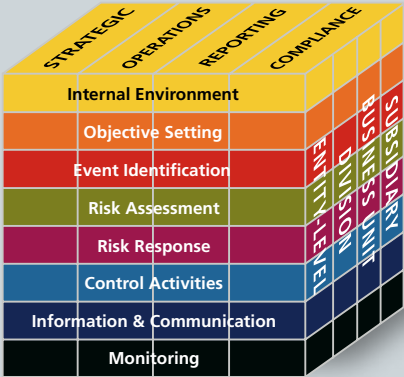 STRATEGIC
OPERATIONS
REPORTING
COMPLIANCE
Internal Environment
Objective Setting
Event Identification
Risk Assessment
Risk Response
Control Activities
Information & Communication
Monitoring
ENTITY-LEVEL
DIVISION
BUSINESS UNIT
SUBSIDIARY